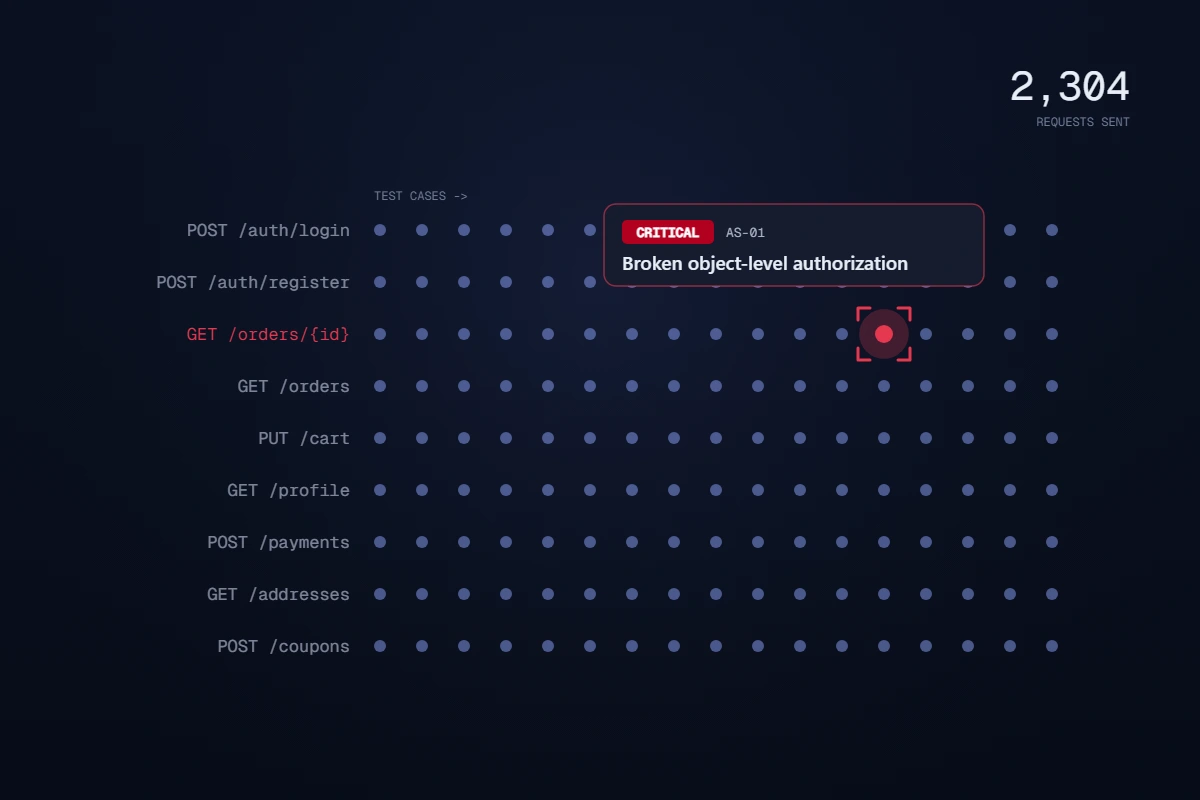 2,304
REQUESTS SENT
TEST CASES ->
POST /auth/login
CRITICAL AS-01
Broken object-level authorization
POST /auth/register
GET /orders/{id}
GET /orders
PUT /cart
GET /profile
POST /payments
GET /addresses
POST /coupons